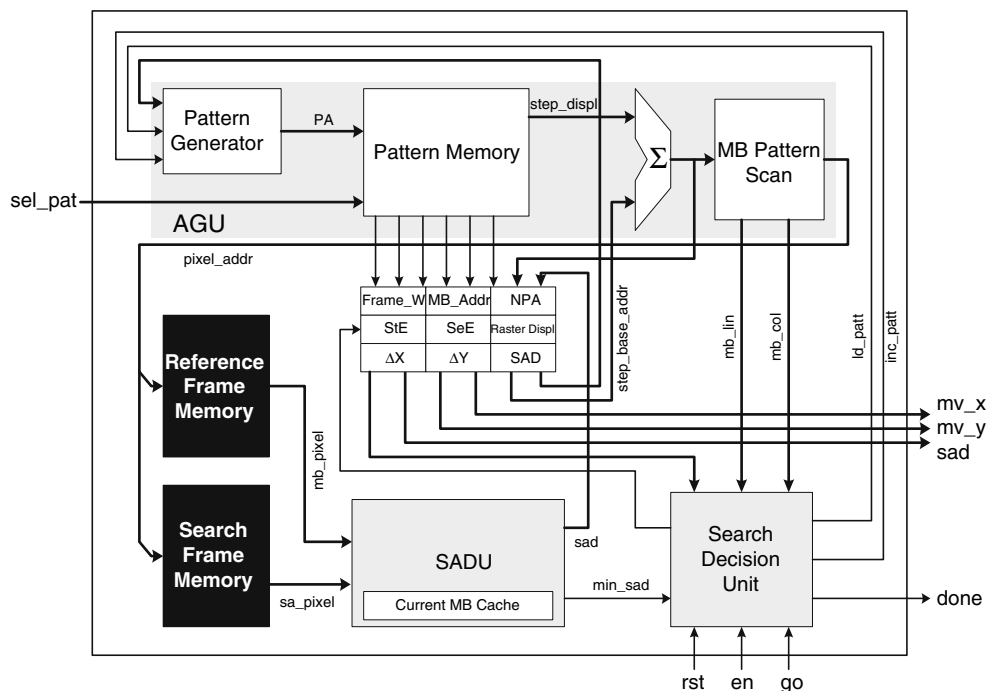 Pattern
Generator
PA
Pattern Memory
step_displ
Σ
MB Pattern
Scan
sel_pat
AGU
pixel_addr
Frame_W
MB_Addr
NPA
StE
SeE
Raster Displ
ΔX
ΔY
SAD
step_base_addr
mb_lin
mb_col
ld_patt
inc_patt
Reference
Frame
Memory
mb_pixel
mv_x
mv_y
sad
Search
Frame
Memory
sa_pixel
SADU
Current MB Cache
sad
min_sad
Search
Decision
Unit
done
rst
en
go